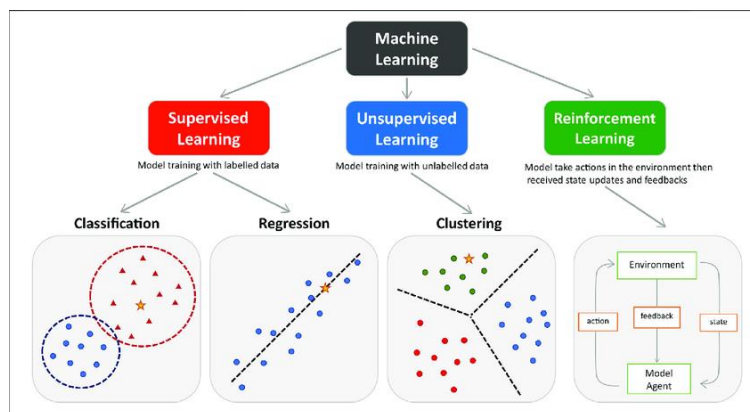 Machine
Learning
Supervised
Learning
Unsupervised
Learning
Reinforcement
Learning
Model training with labelled data
Model training with unlabelled data
Model take actions in the environment then
received state updates and feedbacks
Classification
Regression
Clustering
Environment
action
feedback
state
Model
Agent